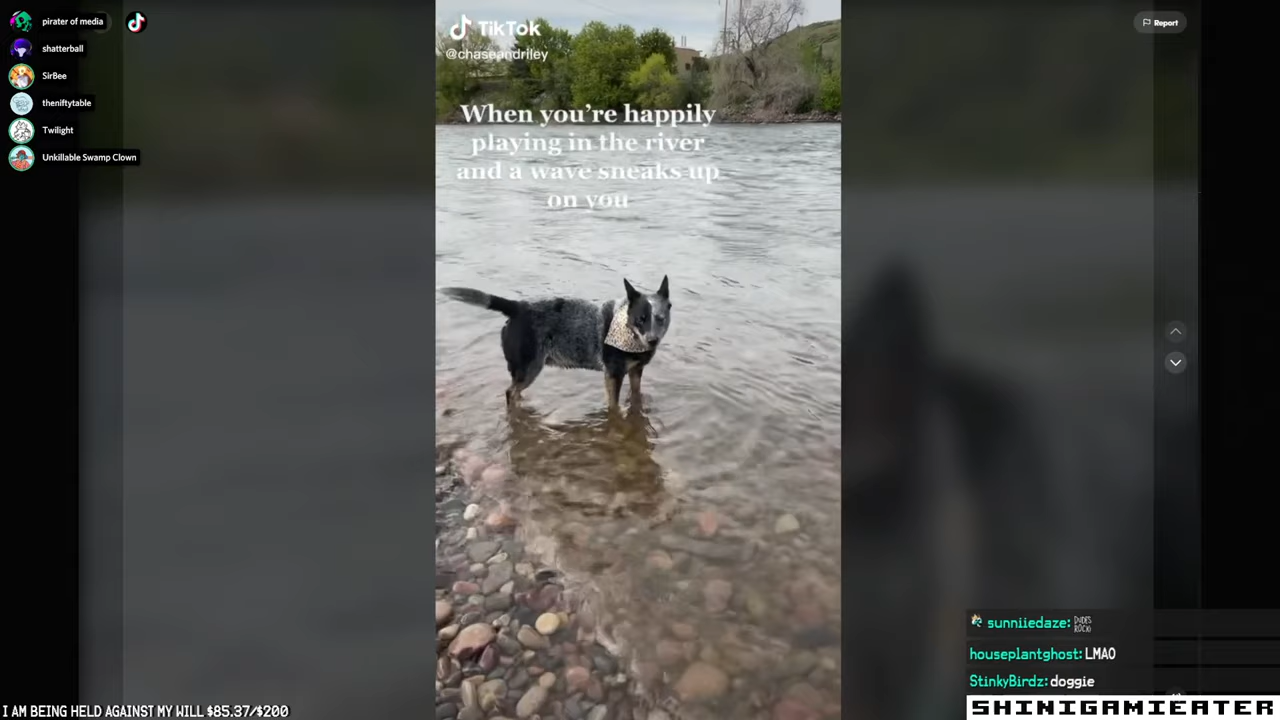 pirater of media
shatterball
SirBee
theniftytable
Twilight
Unkillable Swamp Clown
TikTok
@chaseandriley
When you're happily
playing in the river
and a wave sneaks up
on you
Report
sunniiedaze: DUDES ROCK!
houseplantghost: LMAO
StinkyBirdz: doggie
I AM BEING HELD AGAINST MY WILL $85.37/$200
SHINIGAMIEATER